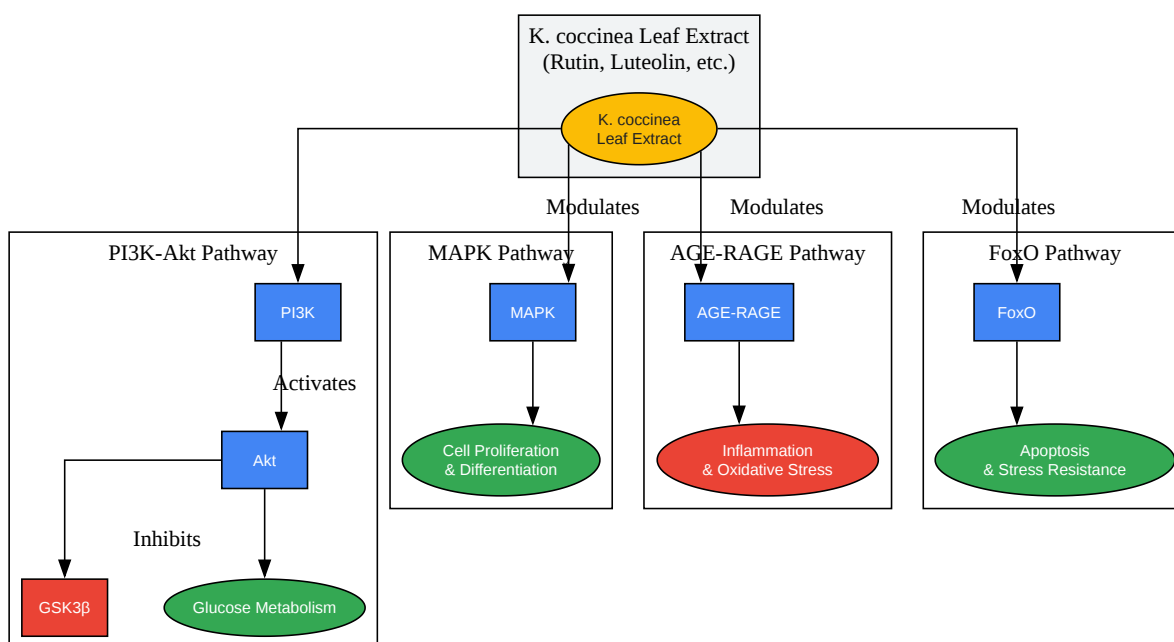 K. coccinea Leaf Extract
(Rutin, Luteolin, etc.)
K. coccinea
Leaf Extract
Modulates
Modulates
Modulates
PI3K-Akt Pathway
MAPK Pathway
AGE-RAGE Pathway
FoxO Pathway
PI3K
MAPK
AGE-RAGE
FoxO
Activates
Akt
Cell Proliferation
& Differentiation
Inflammation
& Oxidative Stress
Apoptosis
& Stress Resistance
Inhibits
GSK3β
Glucose Metabolism